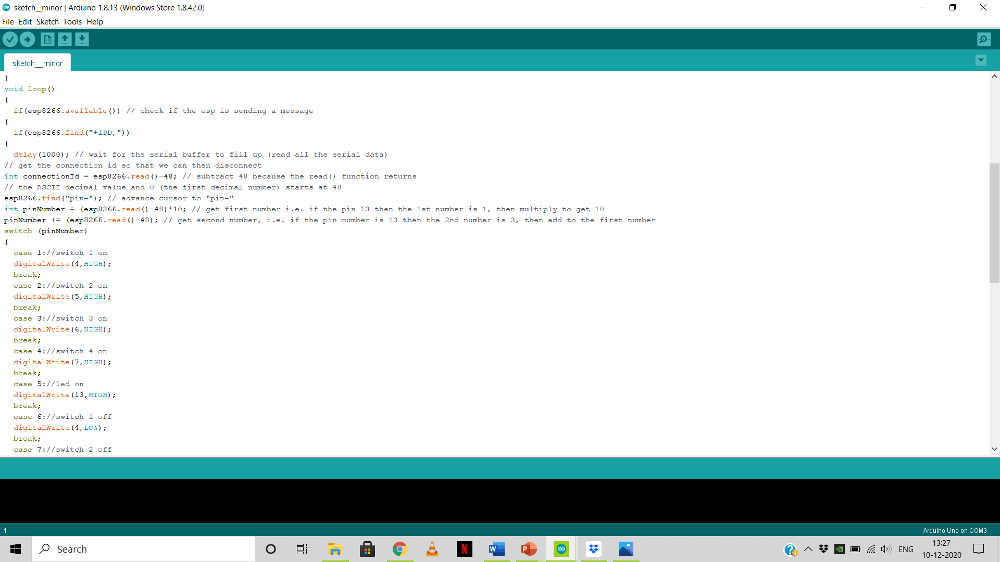 sketch__minor | Arduino 1.8.13 (Windows Store 1.8.42.0)
File Edit Sketch Tools Help
sketch__minor
}
void loop()
{
  if(esp8266.available()) // check if the esp is sending a message
{
  if(esp8266.find("+IPD,"))
{
  delay(1000); // wait for the serial buffer to fill up (read all the serial data)
// get the connection id so that we can then disconnect
int connectionId = esp8266.read()-48; // subtract 48 because the read() function returns
// the ASCII decimal value and 0 (the first decimal number) starts at 48
esp8266.find("pin="); // advance cursor to "pin="
int pinNumber = (esp8266.read()-48)*10; // get first number i.e. if the pin 13 then the 1st number is 1, then multiply to get 10
pinNumber += (esp8266.read()-48); // get second number, i.e. if the pin number is 13 then the 2nd number is 3, then add to the first number
switch (pinNumber)
{
  case 1://switch 1 on
  digitalWrite(4,HIGH);
  break;
  case 2://switch 2 on
  digitalWrite(5,HIGH);
  break;
  case 3://switch 3 on
  digitalWrite(6,HIGH);
  break;
  case 4://switch 4 on
  digitalWrite(7,HIGH);
  break;
  case 5://led on
  digitalWrite(13,HIGH);
  break;
  case 6://switch 1 off
  digitalWrite(4,LOW);
  break;
  case 7://switch 2 off
1
Arduino Uno on COM3
Search
N
W
P
ENG
13:27
10-12-2020